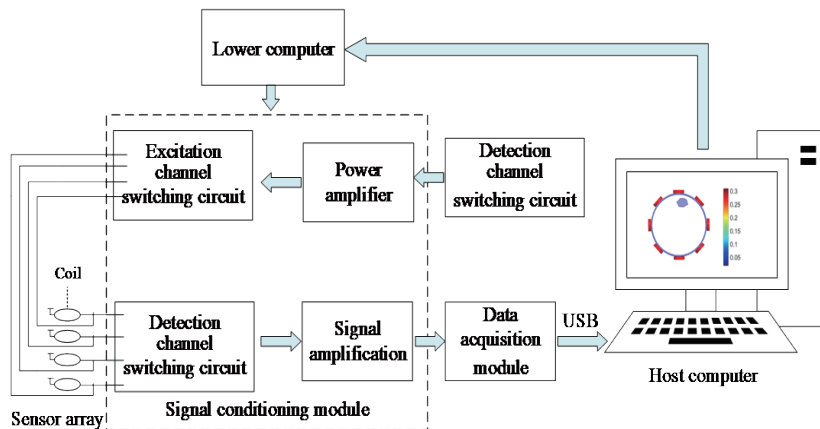 Lower computer
Excitation
channel
switching circuit
Power
amplifier
Detection
channel
switching circuit
0.3
0.25
0.2
0.15
0.1
0.05
Coil
Detection
channel
switching circuit
Signal
amplification
Data
acquisition
module
USB
Host computer
Sensor array
Signal conditioning module